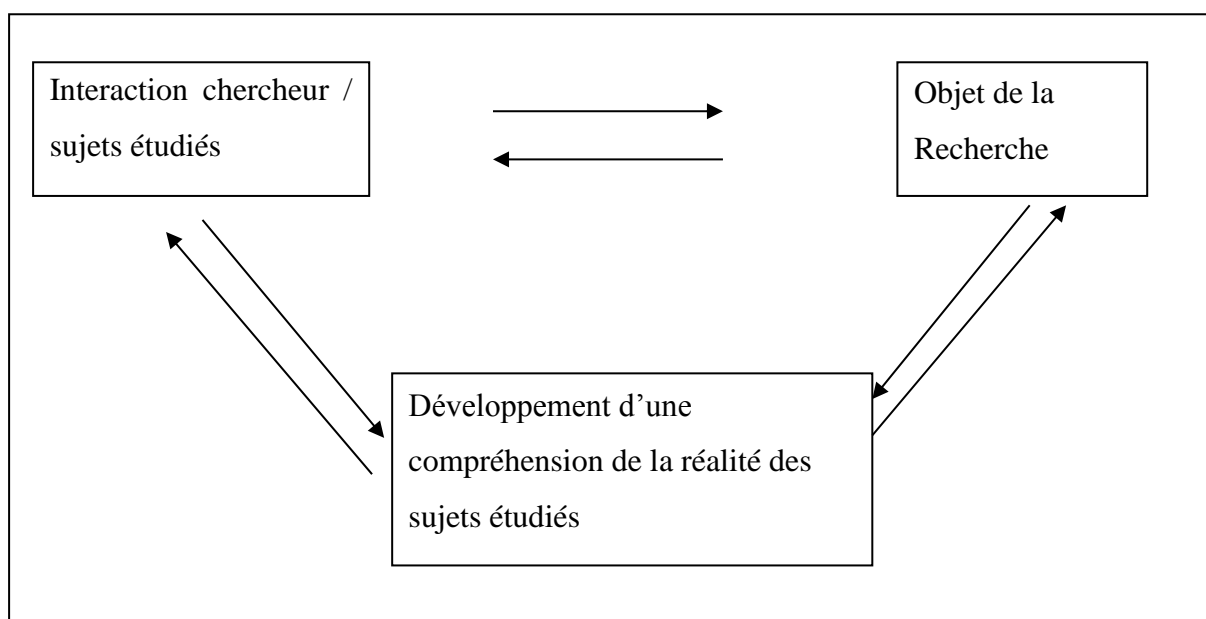 Interaction chercheur /
sujets étudiés
Objet de la
Recherche
Développement d’une
compréhension de la réalité des
sujets étudiés